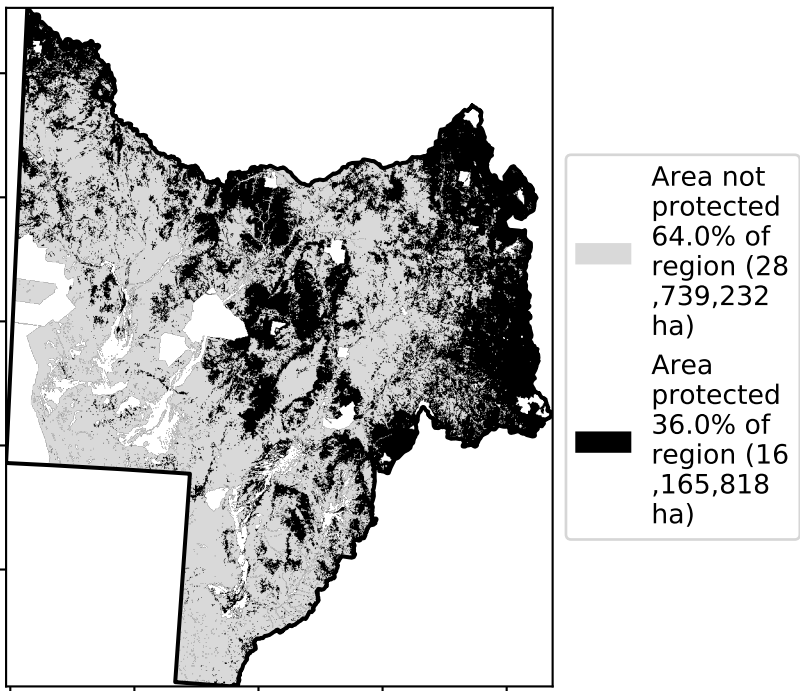 Area not
protected
64.0% of
region (28
,739,232
ha)
Area
protected
36.0% of
region (16
,165,818
ha)